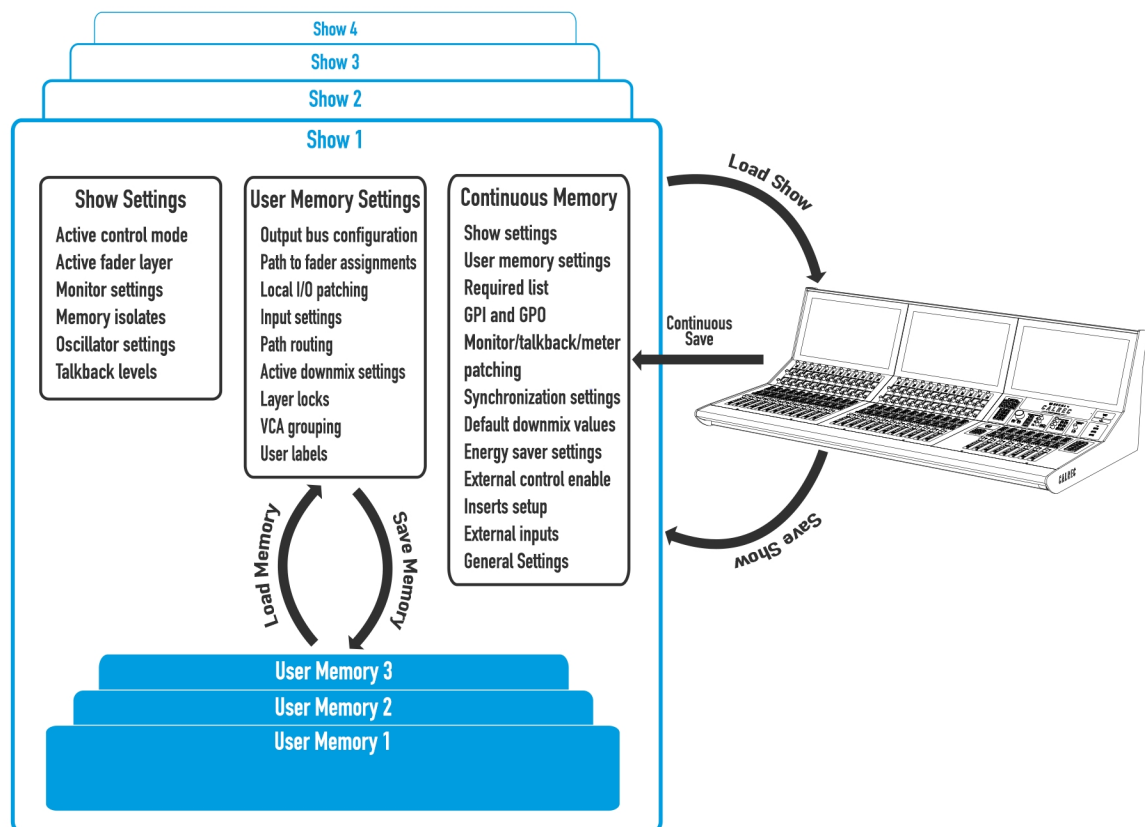 Show 4
Show 3
Show 2
Show 1
Show Settings
Active control mode
Active fader layer
Monitor settings
Memory isolates
Oscillator settings
Talkback levels
User Memory Settings
Output bus configuration
Path to fader assignments
Local I/O patching
Input settings
Path routing
Active downmix settings
Layer locks
VCA grouping
User labels
Continuous Memory
Show settings
User memory settings
Required list
GPI and GPO
Monitor/talkback/meter
patching
Synchronization settings
Default downmix values
Energy saver settings
External control enable
Inserts setup
External inputs
General Settings
Load Show
Continuous
Save
Save Show
CALREC
CALREC
Load Memory
Save Memory
User Memory 3
User Memory 2
User Memory 1